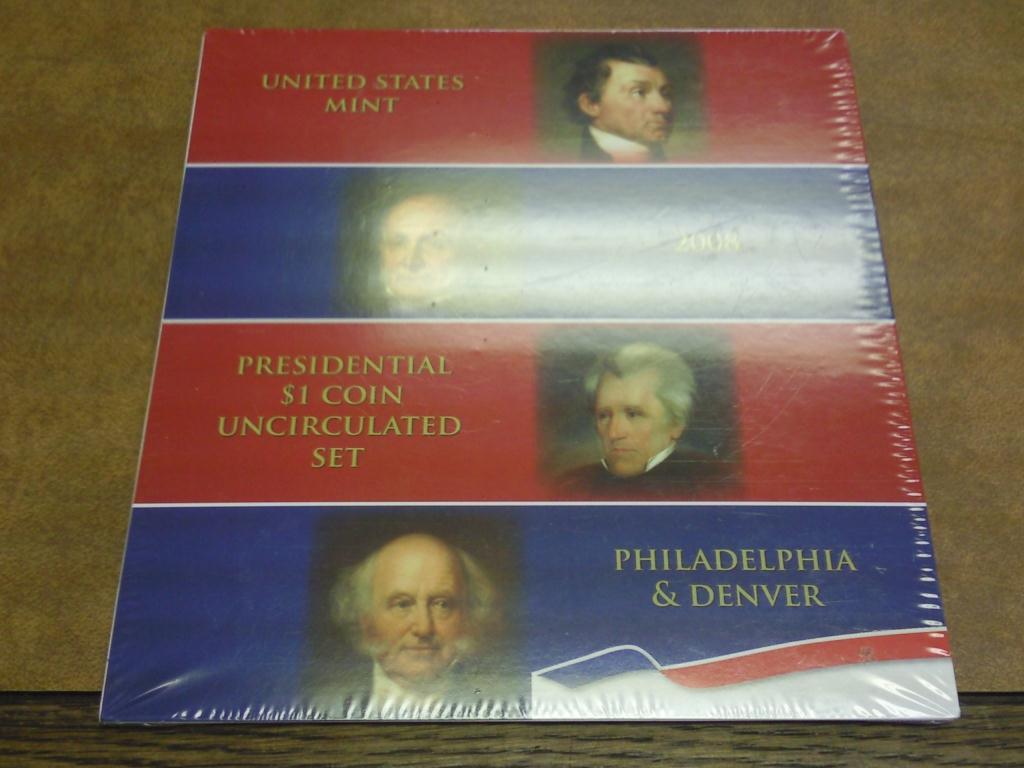 UNITED STATES
MINT
2008
PRESIDENTIAL
$1 COIN
UNCIRCULATED
SET
PHILADELPHIA
& DENVER